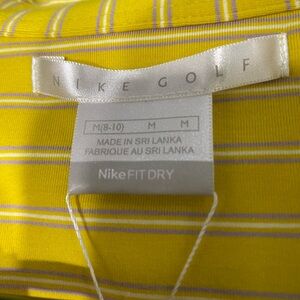 NIKE GOLF
M(8-10) M M
MADE IN SRI LANKA
FABRIQUE AU SRI LANKA
NikeFITDRY